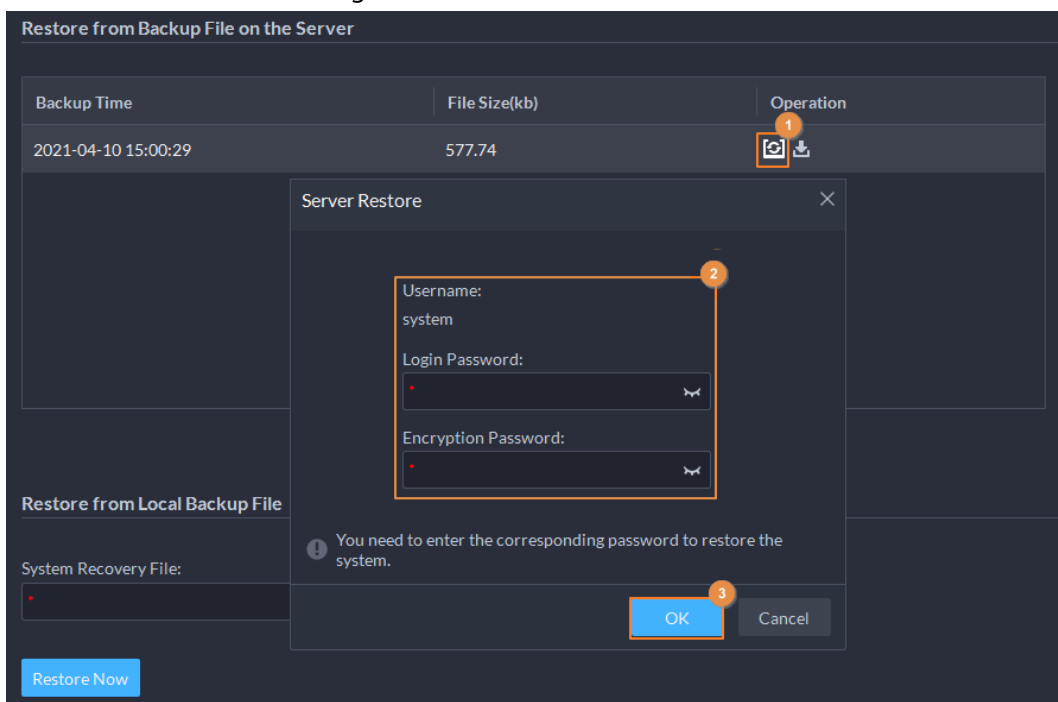 Restore from Backup File on the Server
Backup Time File Size(kb) Operation
1
2021-04-10 15:00:29 577.74
Server Restore
2
Username:
system
Login Password:
*
Encryption Password:
*
Restore from Local Backup File
You need to enter the corresponding password to restore the
system.
System Recovery File:
*
3
OK Cancel
Restore Now